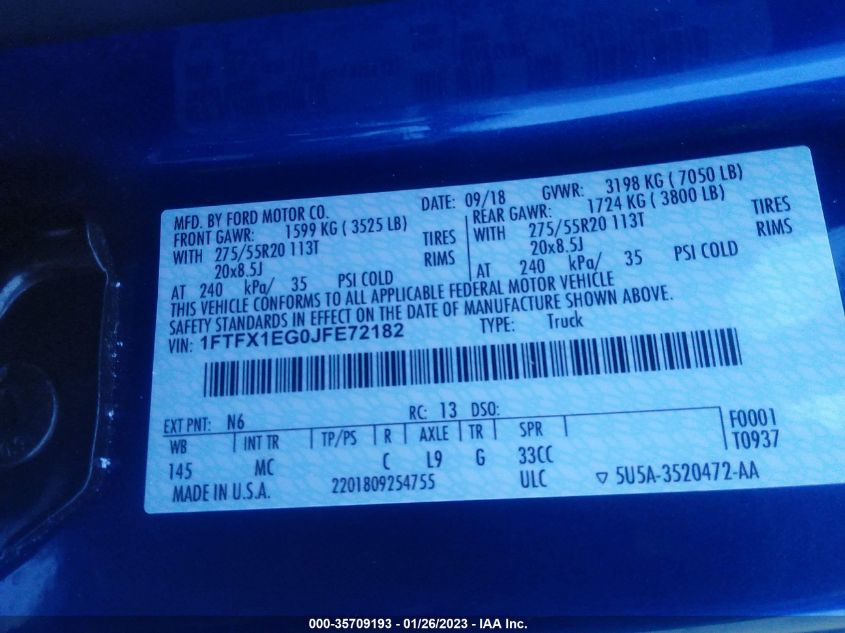 MFD. BY FORD MOTOR CO. DATE: 09/18 GVWR: 3198 KG ( 7050 LB)
FRONT GAWR: 1599 KG ( 3525 LB) REAR GAWR: 1724 KG ( 3800 LB)
WITH 275/55R20 113T TIRES WITH 275/55R20 113T TIRES
20x8.5J RIMS 20x8.5J RIMS
AT 240 kPa/ 35 PSI COLD AT 240 kPa/ 35 PSI COLD
THIS VEHICLE CONFORMS TO ALL APPLICABLE FEDERAL MOTOR VEHICLE
SAFETY STANDARDS IN EFFECT ON THE DATE OF MANUFACTURE SHOWN ABOVE.
VIN: 1FTFX1EG0JFE72182 TYPE: Truck
EXT PNT: N6 RC: 13 DSO: F0001
WB INT TR TP/PS R AXLE TR SPR T0937
145 MC C L9 G 33CC
MADE IN U.S.A. 2201809254755 ULC ▽ 5U5A-3520472-AA
000-35709193 - 01/26/2023 - IAA Inc.